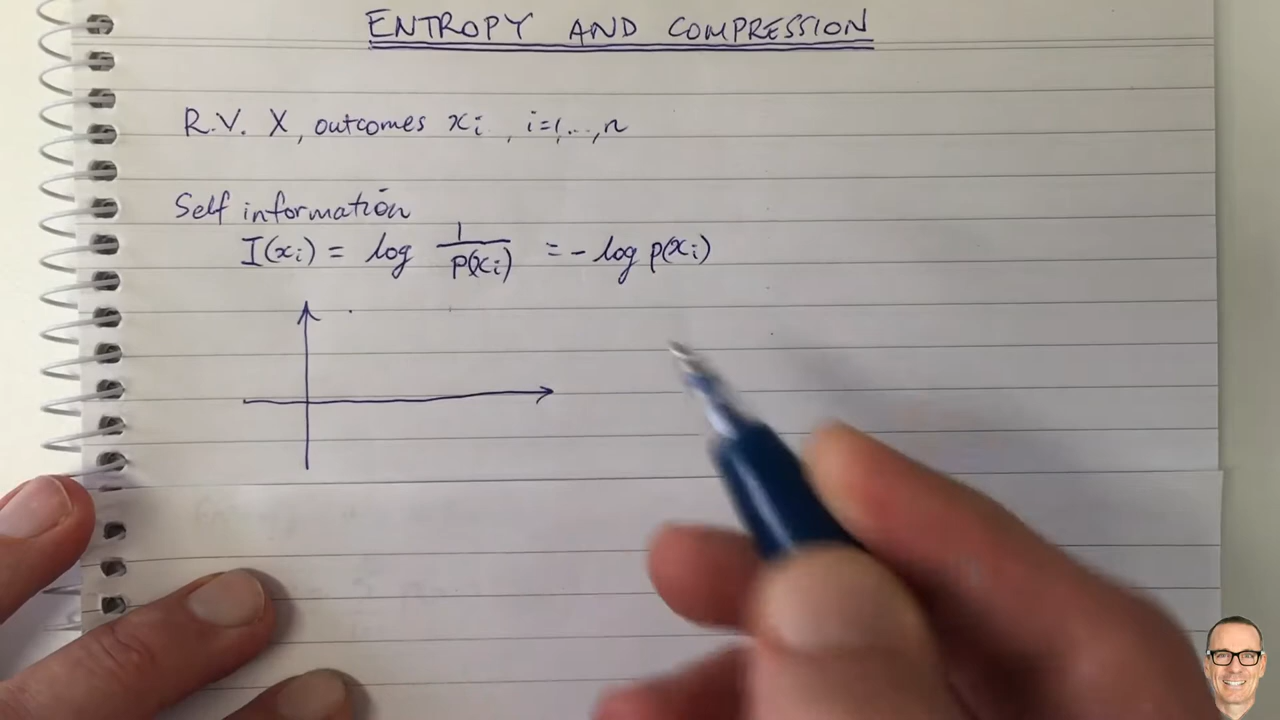 ENTROPY AND COMPRESSION
R.V. X, outcomes xi, i=1,...,n
Self information
I(xi) = log 1/p(xi) = - log p(xi)